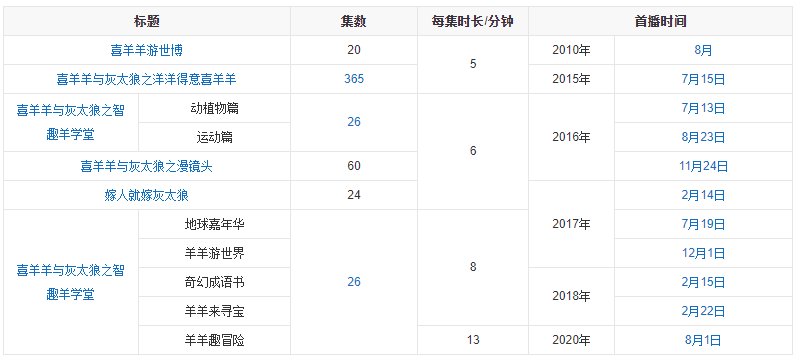 标题 集数 每集时长/分钟 首播时间
喜羊羊游世博 20 5 2010年 8月
喜羊羊与灰太狼之洋洋得意喜羊羊 365 2015年 7月15日
喜羊羊与灰太狼之智
趣羊学堂
动植物篇 26 6 2016年 7月13日
运动篇 8月23日
喜羊羊与灰太狼之漫镜头 60 11月24日
嫁人就嫁灰太狼 24 2017年 2月14日
喜羊羊与灰太狼之智
趣羊学堂
地球嘉年华 26 8 7月19日
羊羊游世界 12月1日
奇幻成语书 2018年 2月15日
羊羊来寻宝 2月22日
羊羊趣冒险 13 2020年 8月1日